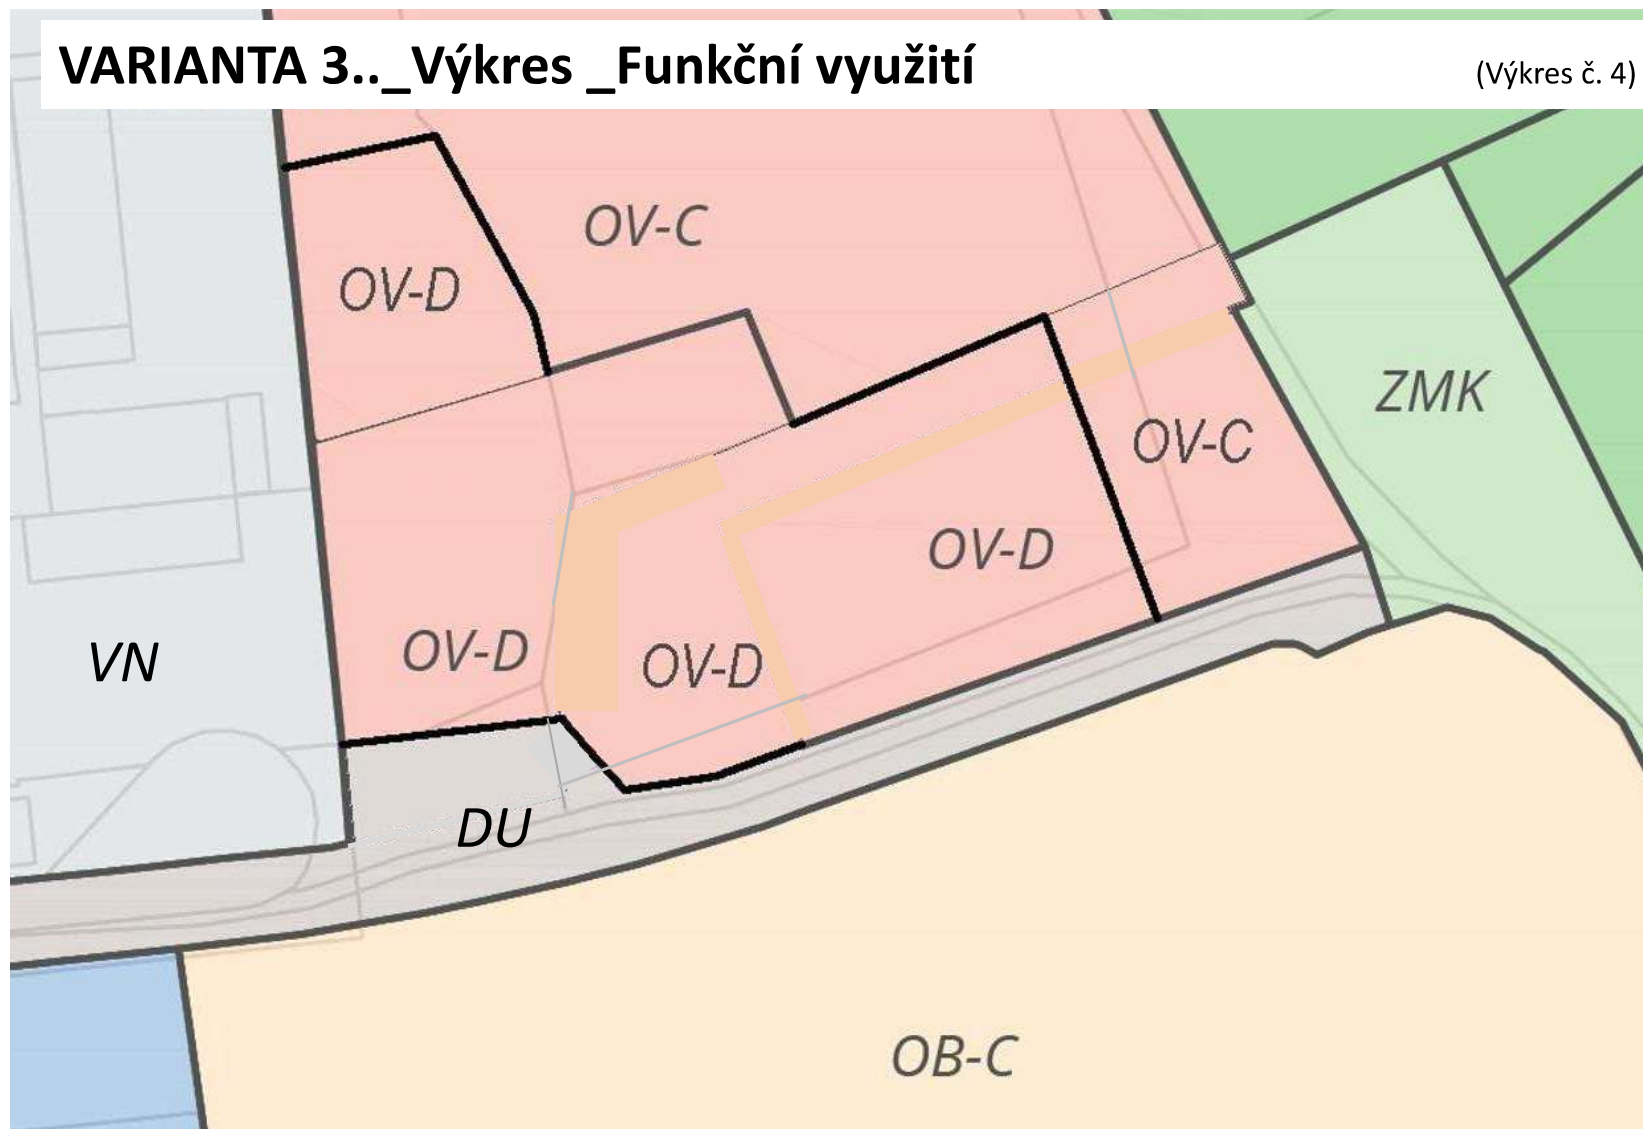 VARIANTA 3.._Výkres _Funkční využití
(Výkres č. 4)
OV-C
OV-D
ZMK
OV-C
OV-D
OV-D
OV-D
VN
DU
OB-C